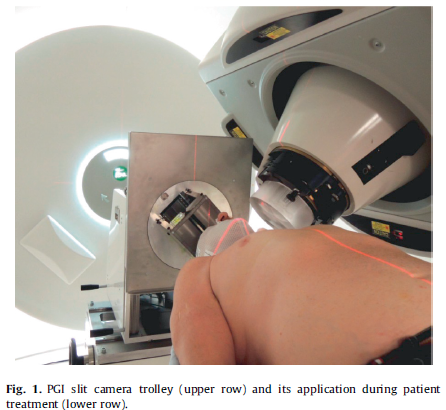 Fig. 1. PGI slit camera trolley (upper row) and its application during patient
treatment (lower row).